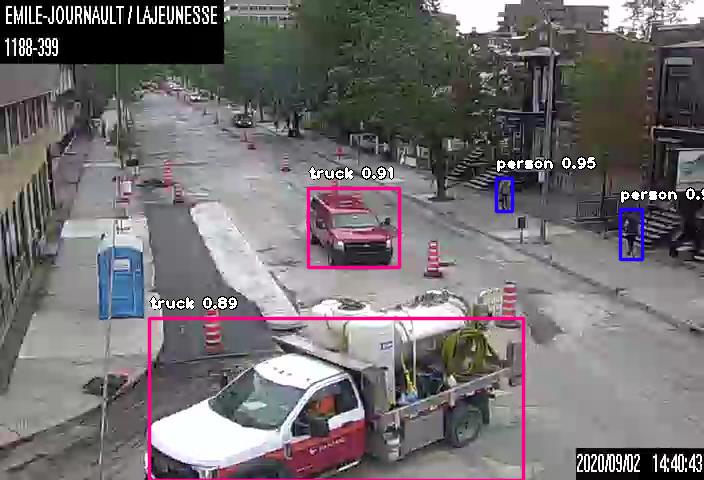 EMILE-JOURNAULT / LAJEUNESSE
1188-399
person 0.95
truck 0.91
person 0.9
truck 0.89
2020/09/02 14:40:43